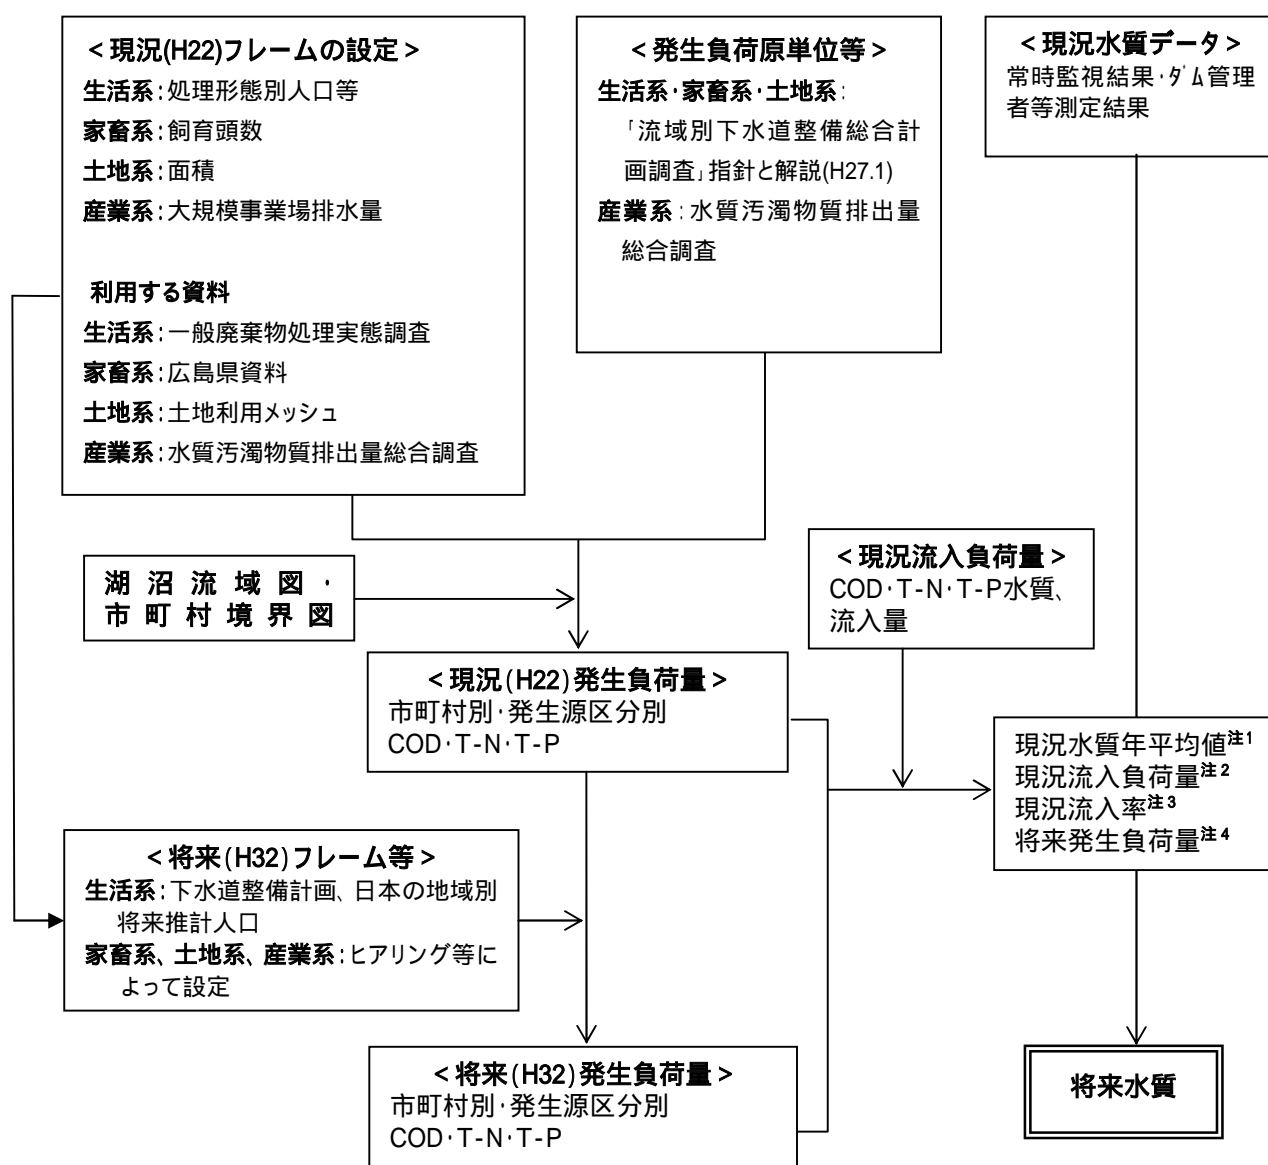 ＜現況(H22)フレームの設定＞
生活系：処理形態別人口等
家畜系：飼育頭数
土地系：面積
産業系：大規模事業場排水量
利用する資料
生活系：一般廃棄物処理実態調査
家畜系：広島県資料
土地系：土地利用メッシュ
産業系：水質汚濁物質排出量総合調査
＜発生負荷原単位等＞
生活系・家畜系・土地系：
「流域別下水道整備総合計
画調査」指針と解説(H27.1)
産業系：水質汚濁物質排出量
総合調査
＜現況水質データ＞
常時監視結果・ダム管理
者等測定結果
湖沼流域図・
市町村境界図
＜現況流入負荷量＞
COD・T-N・T-P水質、
流入量
＜現況(H22)発生負荷量＞
市町村別・発生源区分別
COD・T-N・T-P
現況水質年平均値注1
現況流入負荷量注2
現況流入率注3
将来発生負荷量注4
＜将来(H32)フレーム等＞
生活系：下水道整備計画、日本の地域別
将来推計人口
家畜系、土地系、産業系：ヒアリング等に
よって設定
＜将来(H32)発生負荷量＞
市町村別・発生源区分別
COD・T-N・T-P
将来水質